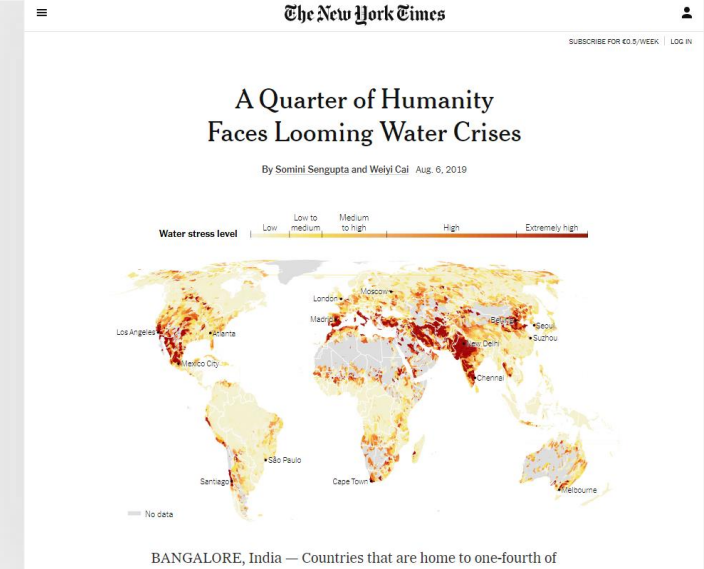 The New York Times
SUBSCRIBE FOR €0.5/WEEK LOG IN
A Quarter of Humanity
Faces Looming Water Crises
By Somini Sengupta and Weiyi Cai Aug. 6, 2019
Water stress level
Low
Low to
medium
Medium
to high
High
Extremely high
Moscow
London
Madrid
Beijing
Seoul
Los Angeles
Atlanta
Suzhou
New Delhi
Mexico City
Chennai
São Paulo
Santiago
Cape Town
Melbourne
No data
BANGALORE, India — Countries that are home to one-fourth of